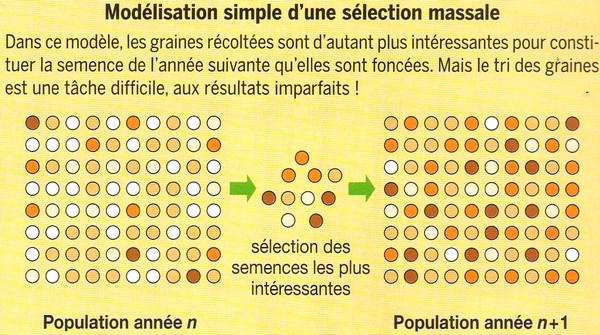 Modélisation simple d’une sélection massale
Dans ce modèle, les graines récoltées sont d’autant plus intéressantes pour consti-
tuer la semence de l’année suivante qu’elles sont foncées. Mais le tri des graines
est une tâche difficile, aux résultats imparfaits !
sélection des
semences les plus
intéressantes
Population année n
Population année n+1